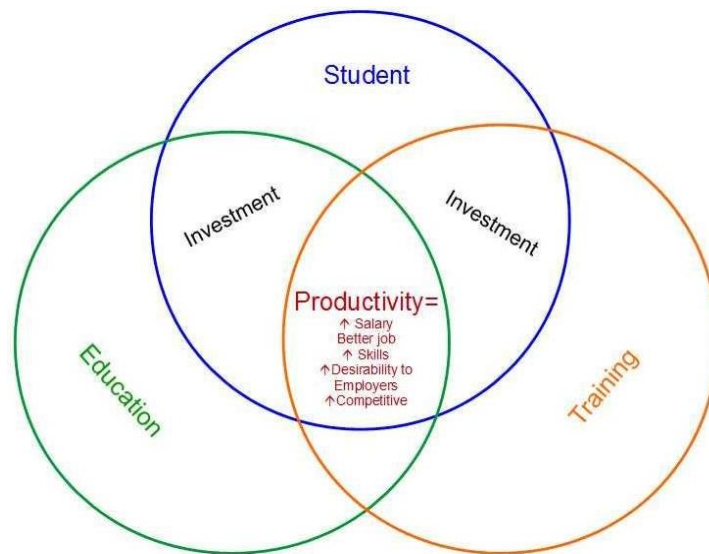 Student
Investment
Investment
Productivity=
↑ Salary
Better job
↑ Skills
↑Desirability to
Employers
↑Competitive
Education
Training